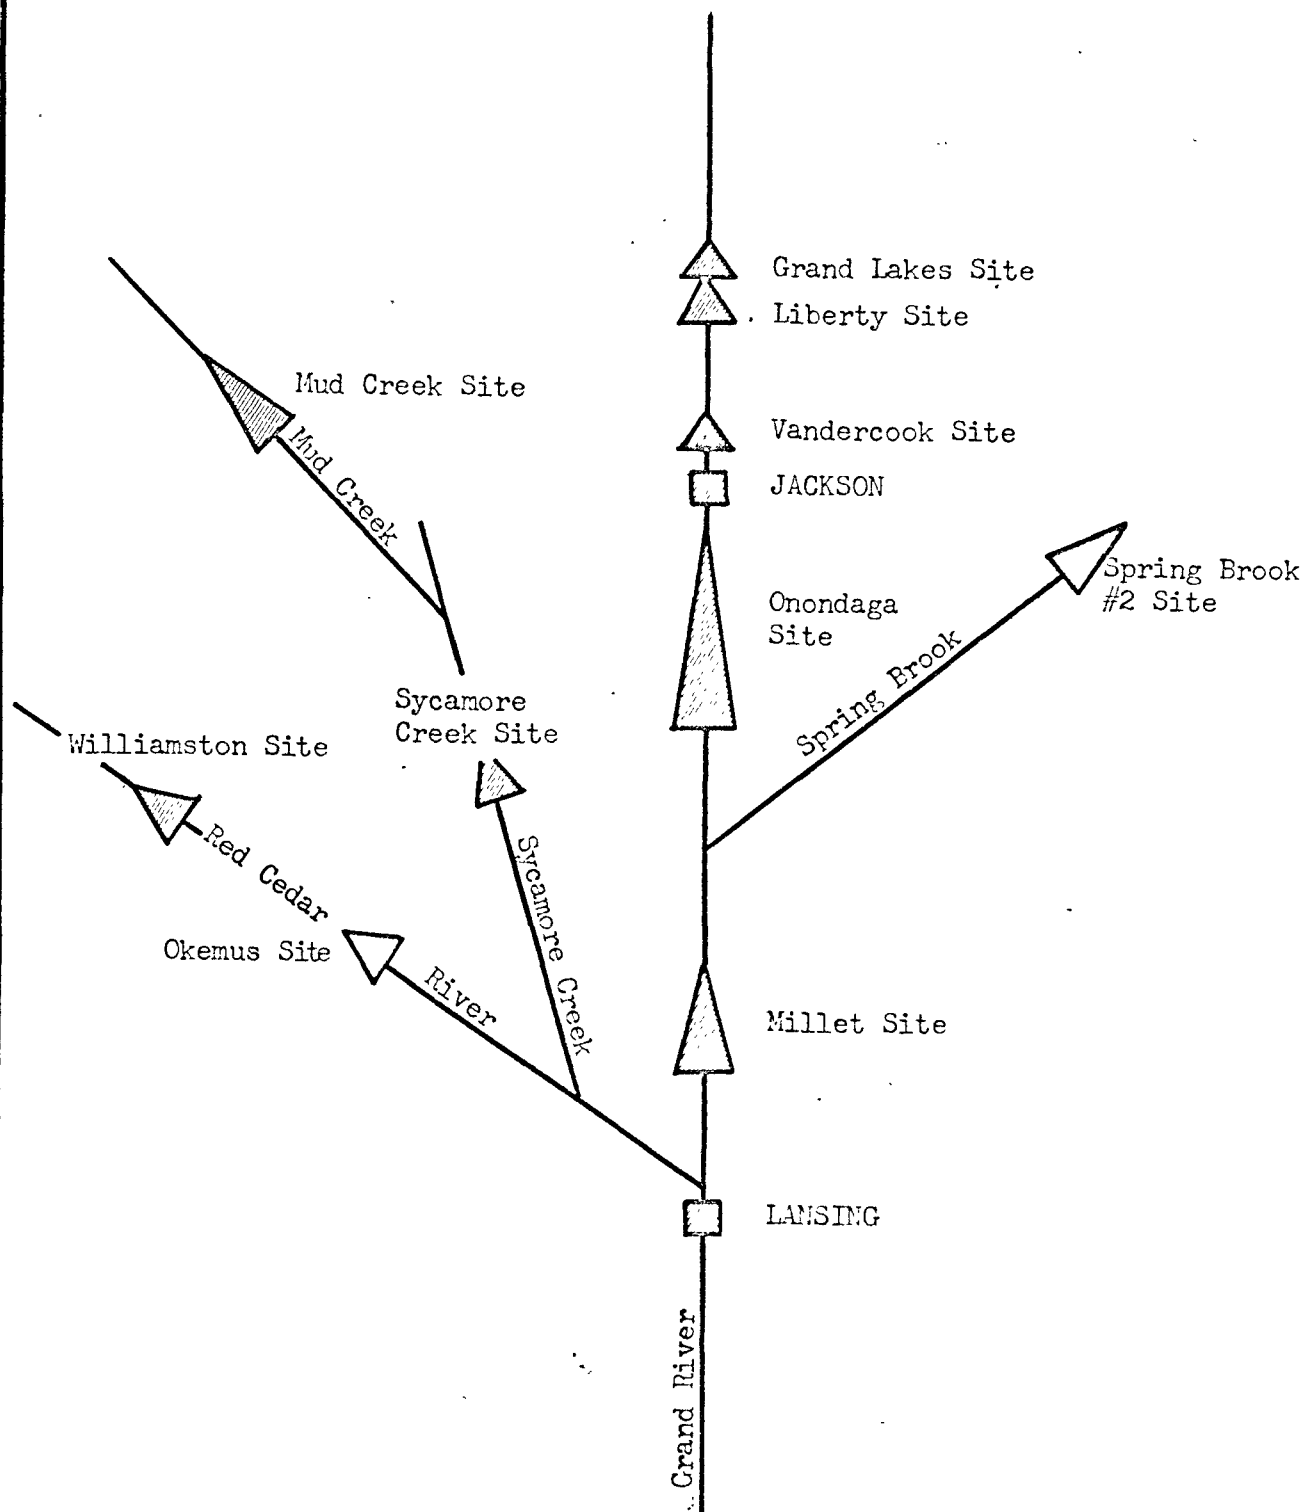 Grand Lakes Site
Liberty Site
Mud Creek Site
Vandercook Site
Mud Creek
JACKSON
Spring Brook
#2 Site
Onondaga
Site
Spring Brook
Sycamore
Creek Site
Williamston Site
Red Cedar
Sycamore Creek
Okemus Site
River
Millet Site
LANSING
Grand River